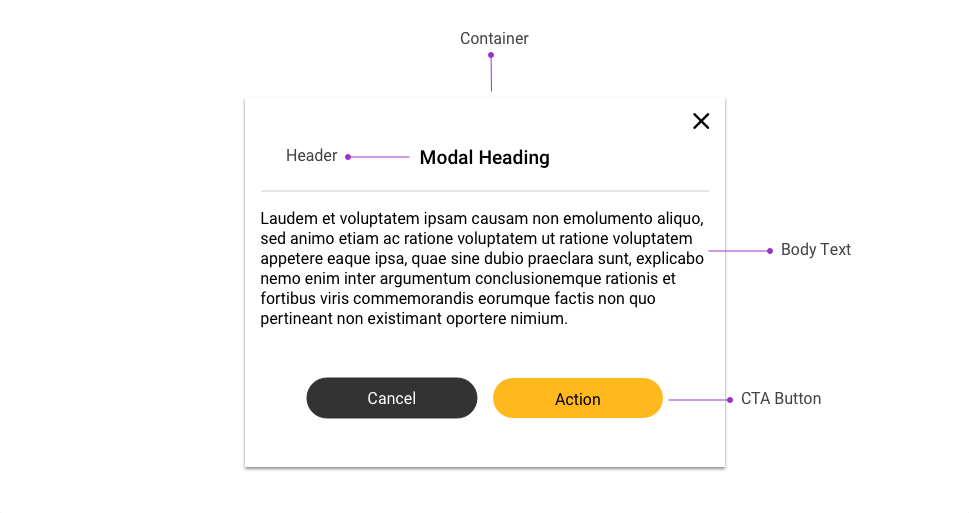 Container
Header
Modal Heading
Laudem et voluptatem ipsam causam non emolumento aliquo,
sed animo etiam ac ratione voluptatem ut ratione voluptatem
appetere eaque ipsa, quae sine dubio praeclara sunt, explicabo
nemo enim inter argumentum conclusionemque rationis et
fortibus viris commemorandis eorumque factis non quo
pertineant non existimant oportere nimium.
Body Text
Cancel
Action
CTA Button